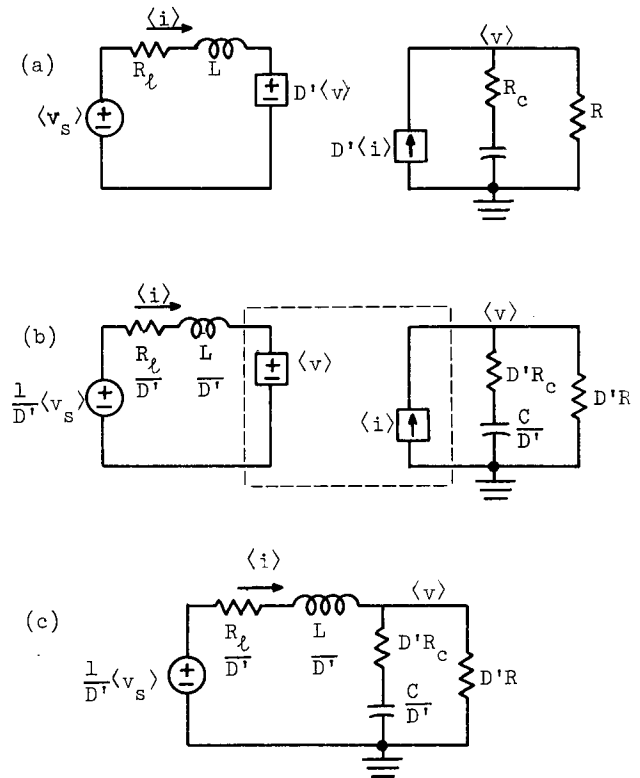 (a)
⟨i⟩
R_ℓ
L
⟨v_s⟩
D'⟨v⟩
D'⟨i⟩
⟨v⟩
R_c
R
(b)
⟨i⟩
R_ℓ/D'
L/D'
1/D'⟨v_s⟩
⟨v⟩
⟨i⟩
⟨v⟩
D'R_c
C/D'
D'R
(c)
⟨i⟩
⟨v⟩
R_ℓ/D'
L/D'
1/D'⟨v_s⟩
D'R_c
C/D'
D'R